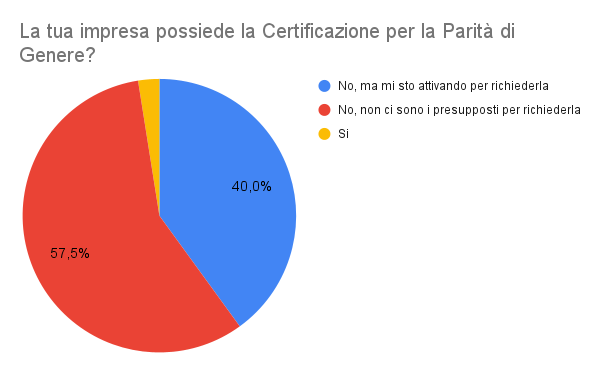 La tua impresa possiede la Certificazione per la Parità di
Genere?
No, ma mi sto attivando per richiederla
No, non ci sono i presupposti per richiederla
Si
40,0%
57,5%